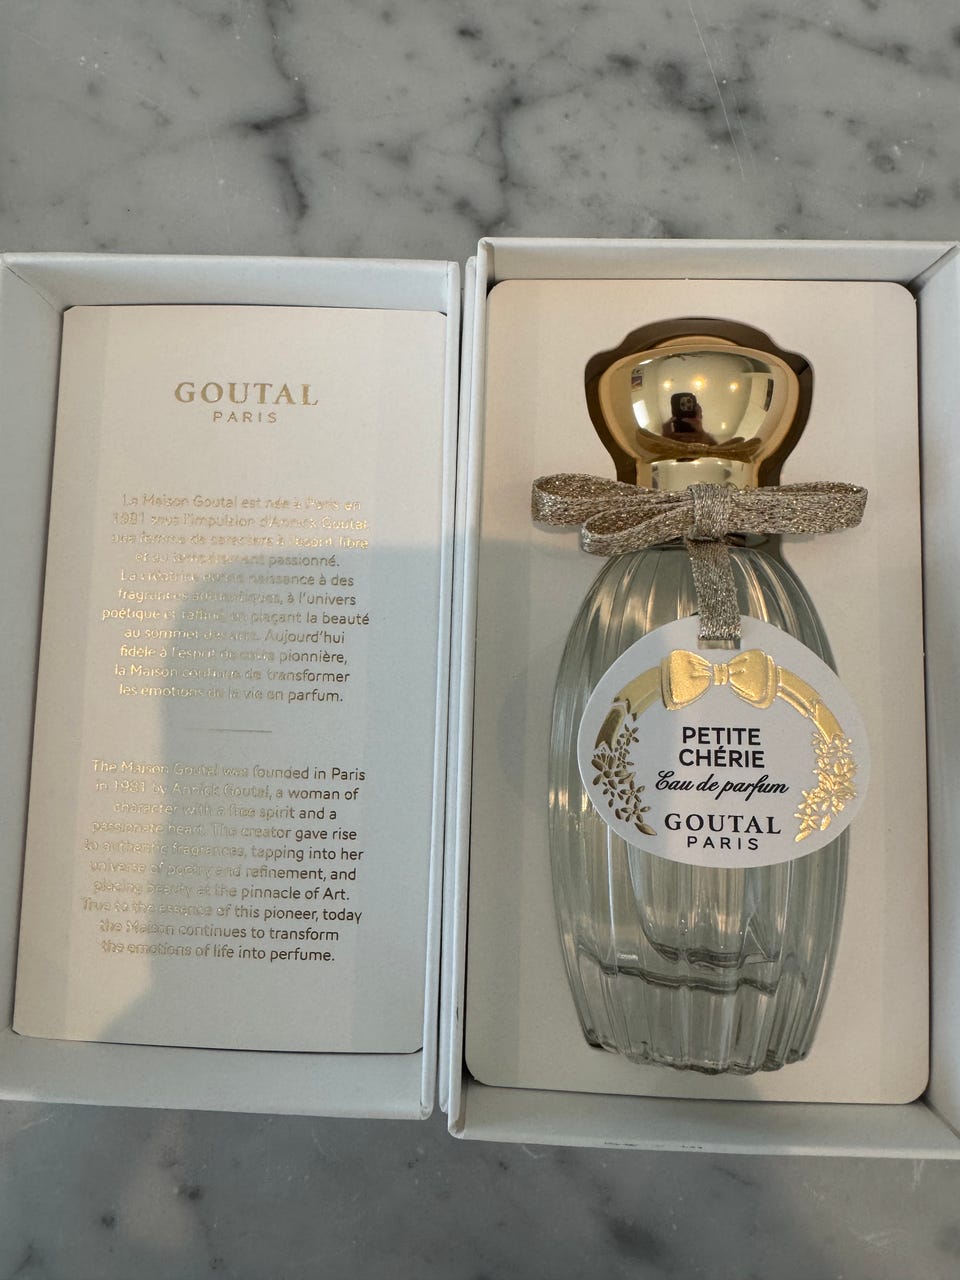 GOUTAL
PARIS
La Maison Goutal est née à Paris en
1981 sous l'impulsion d'Annick Goutal,
une femme de caractère à l'esprit libre
et au tempérament passionné.
La créatrice donne naissance à des
fragrances authentiques, à l'univers
poétique et raffiné en plaçant la beauté
au sommet des arts. Aujourd'hui
fidèle à l'esprit de cette pionnière,
la Maison continue de transformer
les émotions de la vie en parfum.
The Maison Goutal was founded in Paris
in 1981 by Annick Goutal, a woman of
character with a free spirit and a
passionate heart. The creator gave rise
to authentic fragrances, tapping into her
universe of poetry and refinement, and
placing Beauty at the pinnacle of Art.
True to the essence of this pioneer, today
the Maison continues to transform
the emotions of life into perfume.
PETITE
CHÉRIE
Eau de parfum
GOUTAL
PARIS